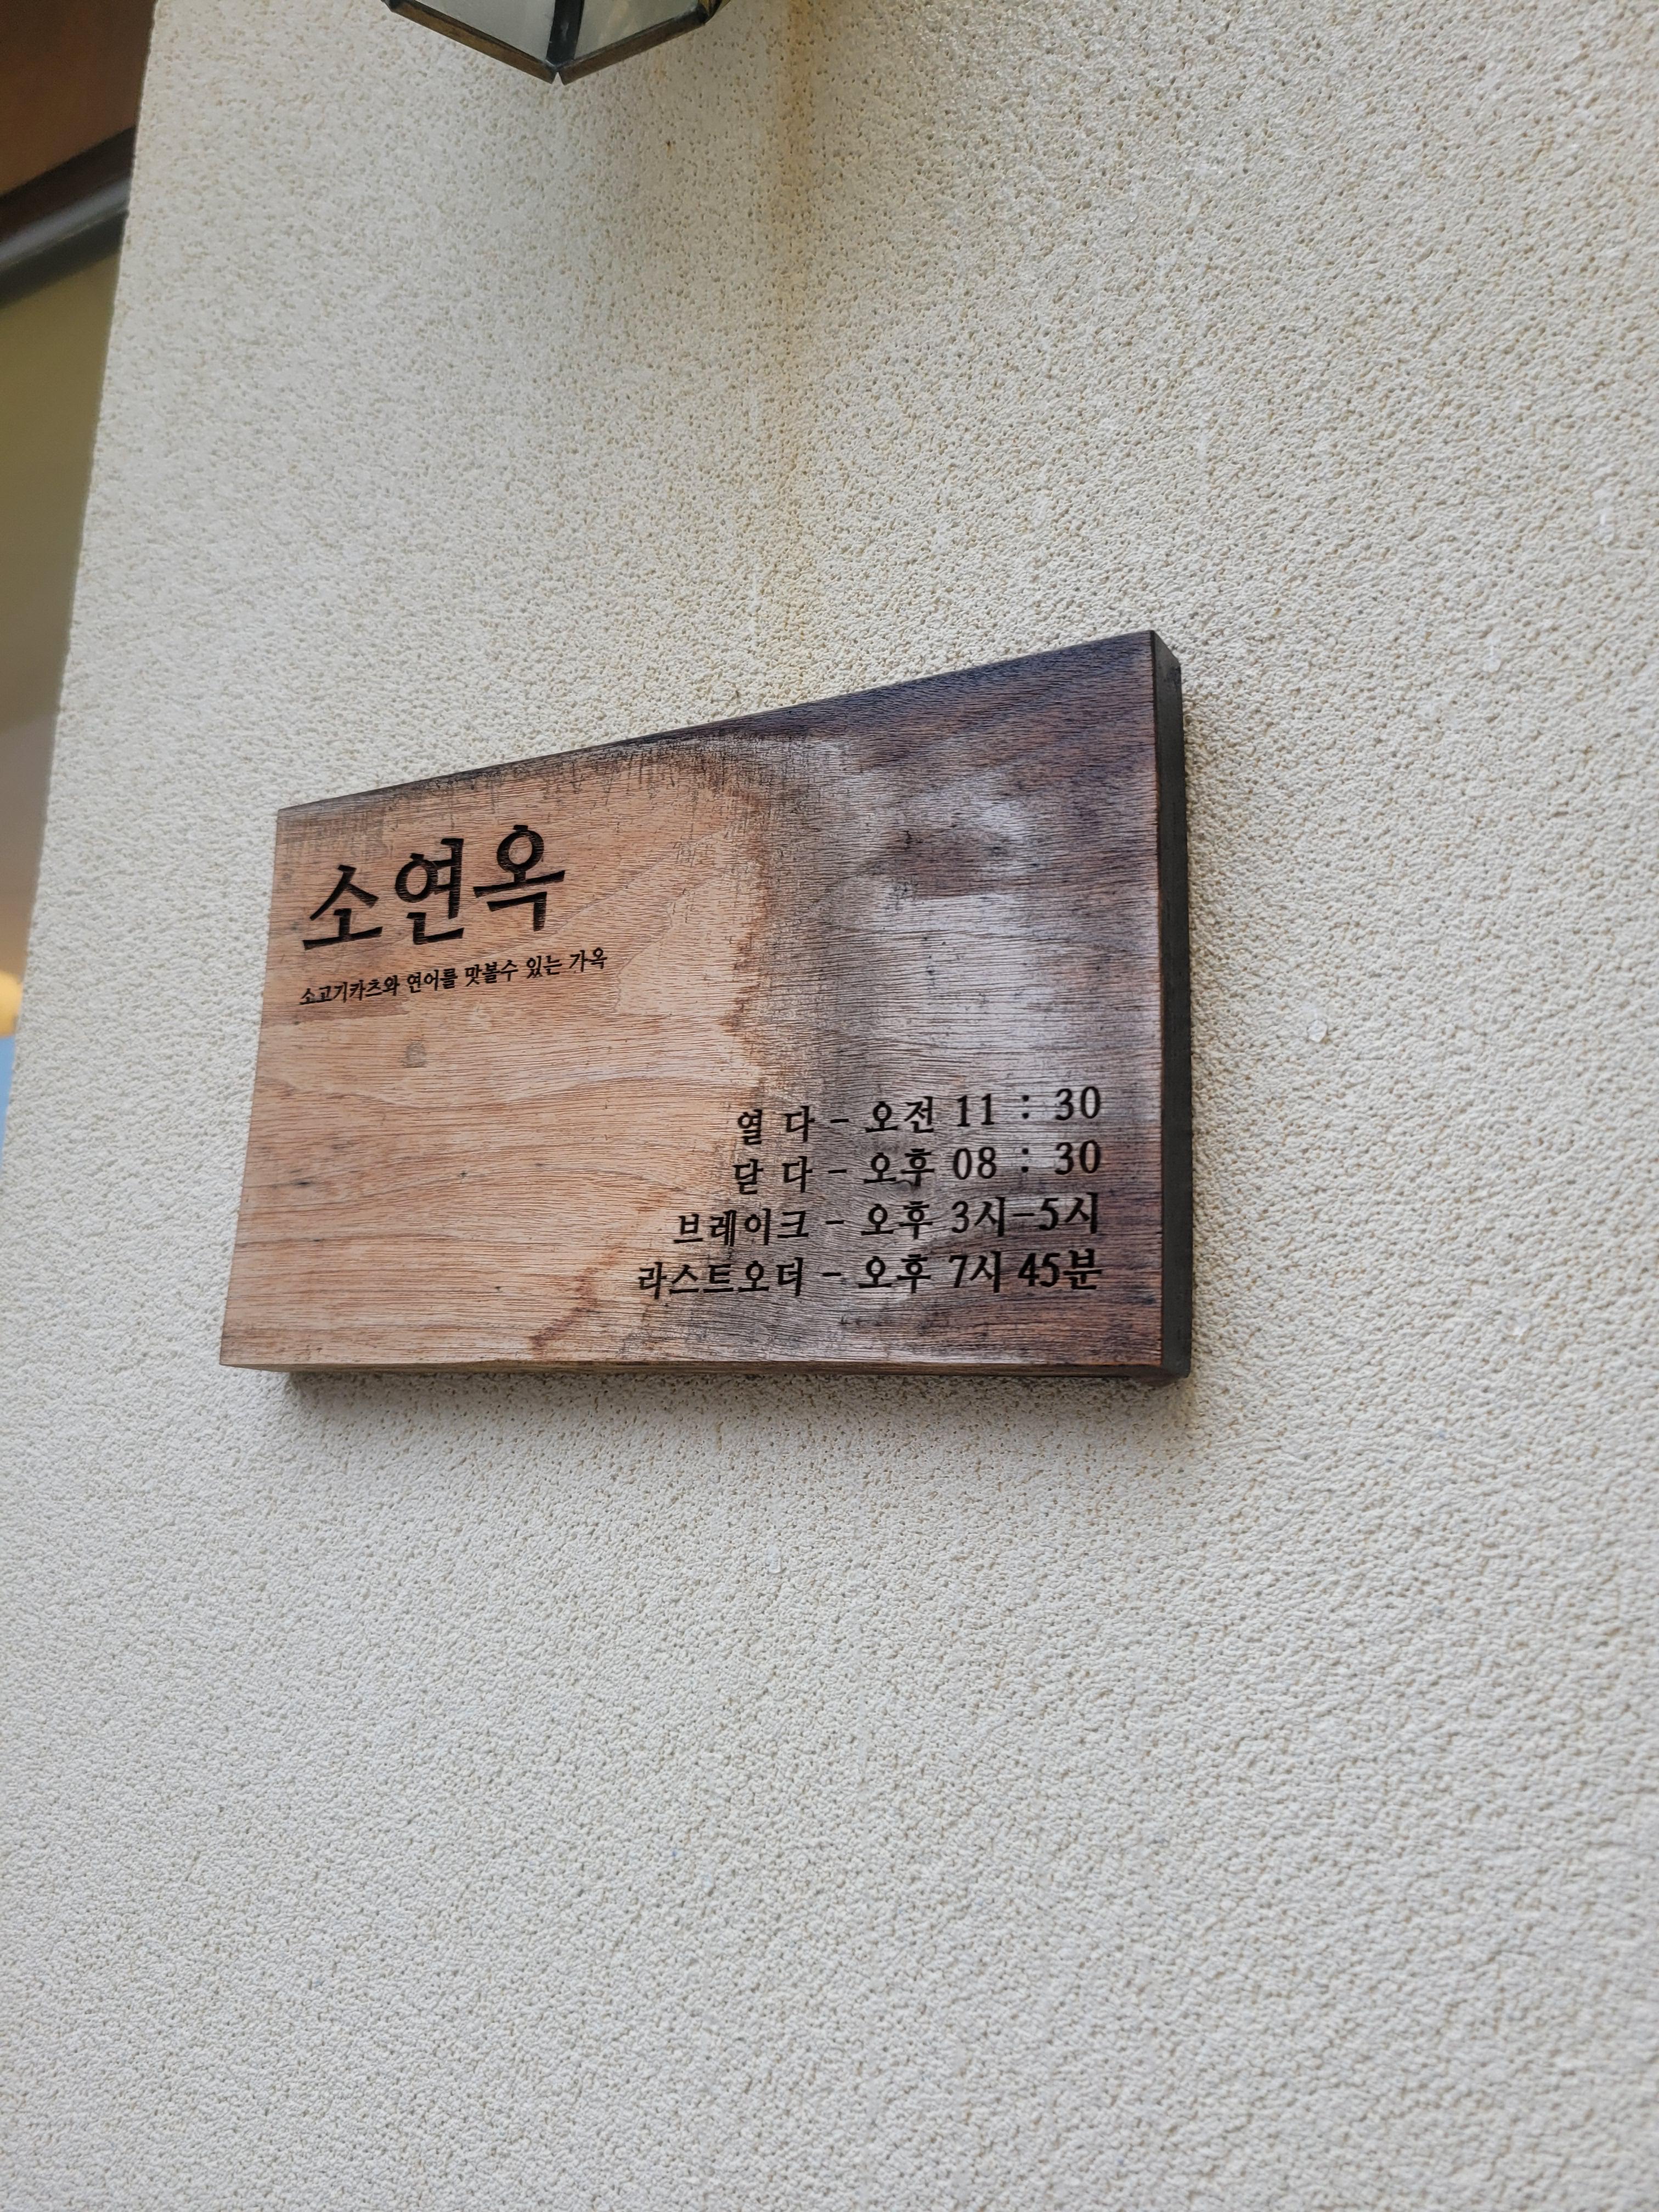 소연옥
소고기카츠와 연어를 맛볼수 있는 가옥
열 다 - 오전 11 : 30
닫 다 - 오후 08 : 30
브레이크 - 오후 3시-5시
라스트오더 - 오후 7시 45분